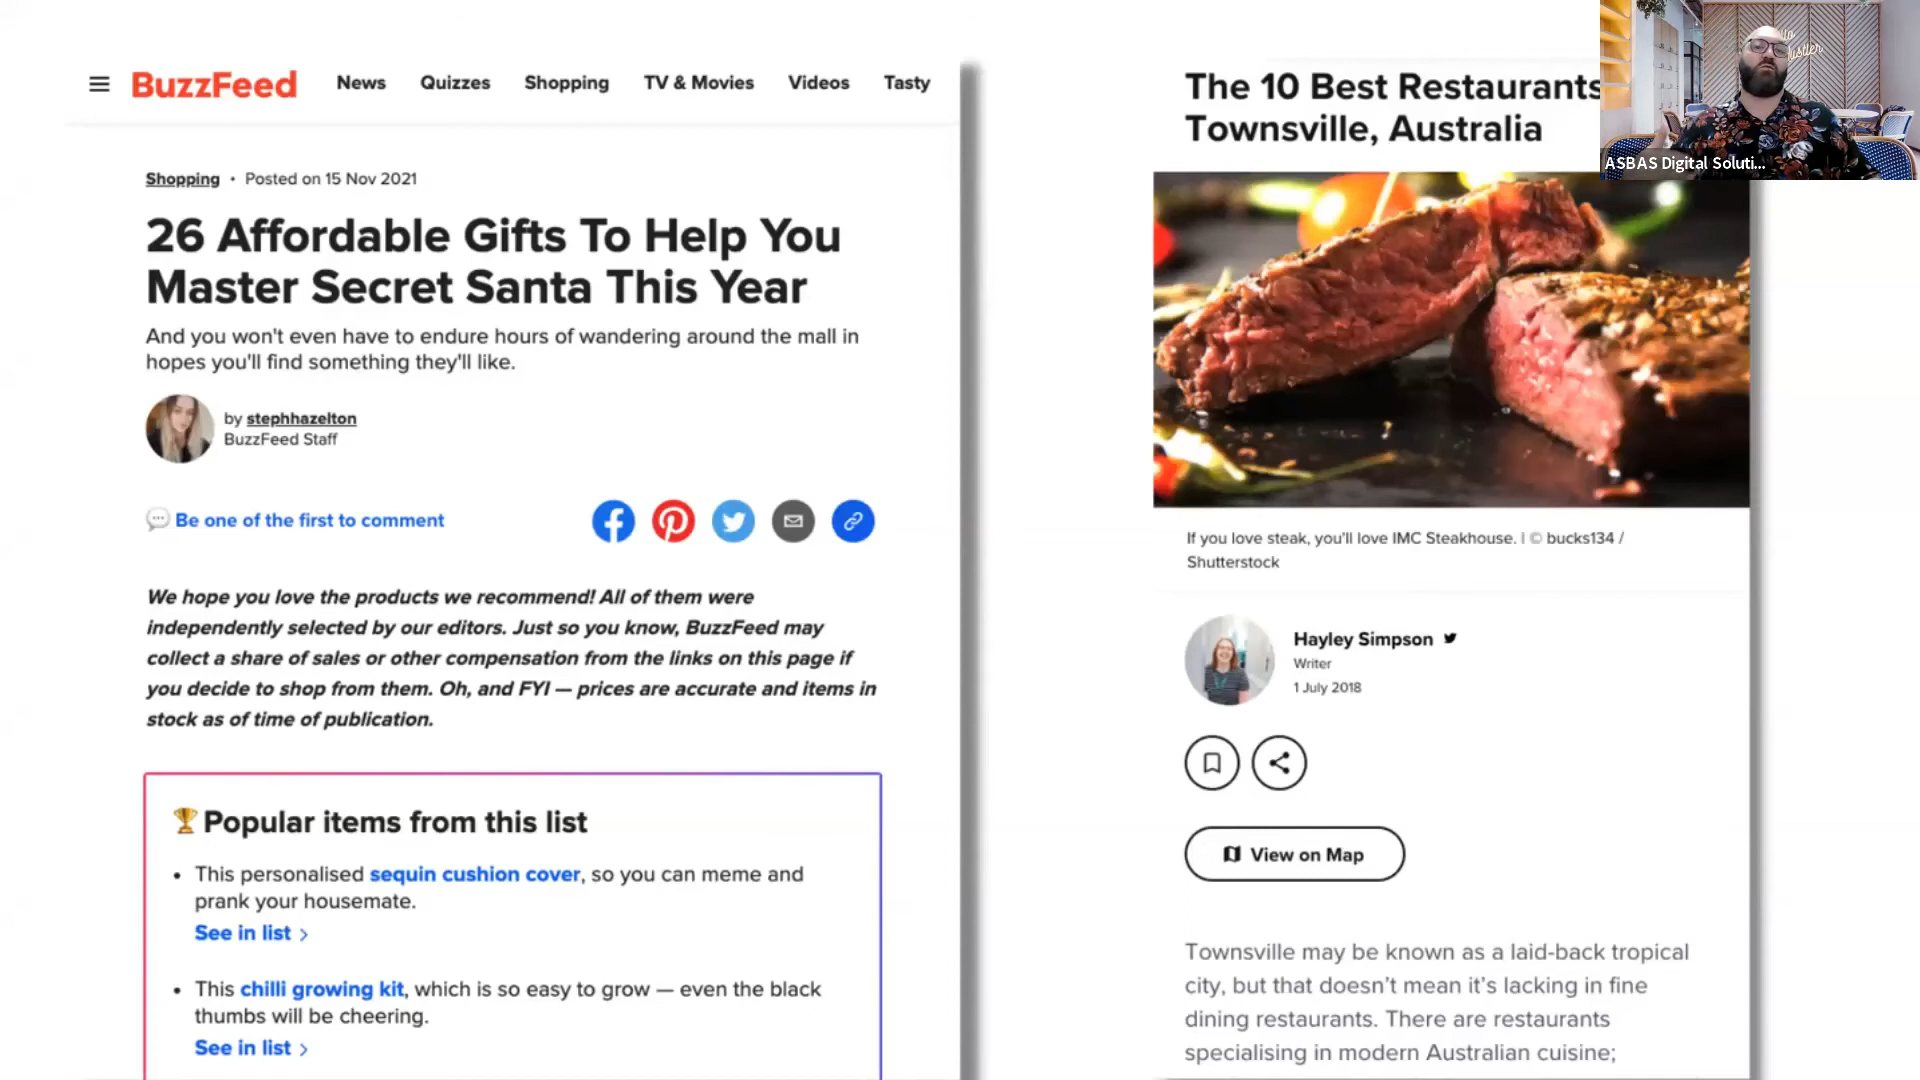 BuzzFeed
News
Quizzes
Shopping
TV & Movies
Videos
Tasty
Shopping • Posted on 15 Nov 2021
26 Affordable Gifts To Help You
Master Secret Santa This Year
And you won't even have to endure hours of wandering around the mall in
hopes you'll find something they'll like.
by stephhazelton
BuzzFeed Staff
Be one of the first to comment
We hope you love the products we recommend! All of them were
independently selected by our editors. Just so you know, BuzzFeed may
collect a share of sales or other compensation from the links on this page if
you decide to shop from them. Oh, and FYI — prices are accurate and items in
stock as of time of publication.
Popular items from this list
• This personalised sequin cushion cover, so you can meme and
prank your housemate.
See in list >
• This chilli growing kit, which is so easy to grow — even the black
thumbs will be cheering.
See in list >
The 10 Best Restaurants
Townsville, Australia
If you love steak, you'll love IMC Steakhouse. | © bucks134 /
Shutterstock
Hayley Simpson
Writer
1 July 2018
View on Map
Townsville may be known as a laid-back tropical
city, but that doesn't mean it's lacking in fine
dining restaurants. There are restaurants
specialising in modern Australian cuisine;
ASBAS Digital Soluti...